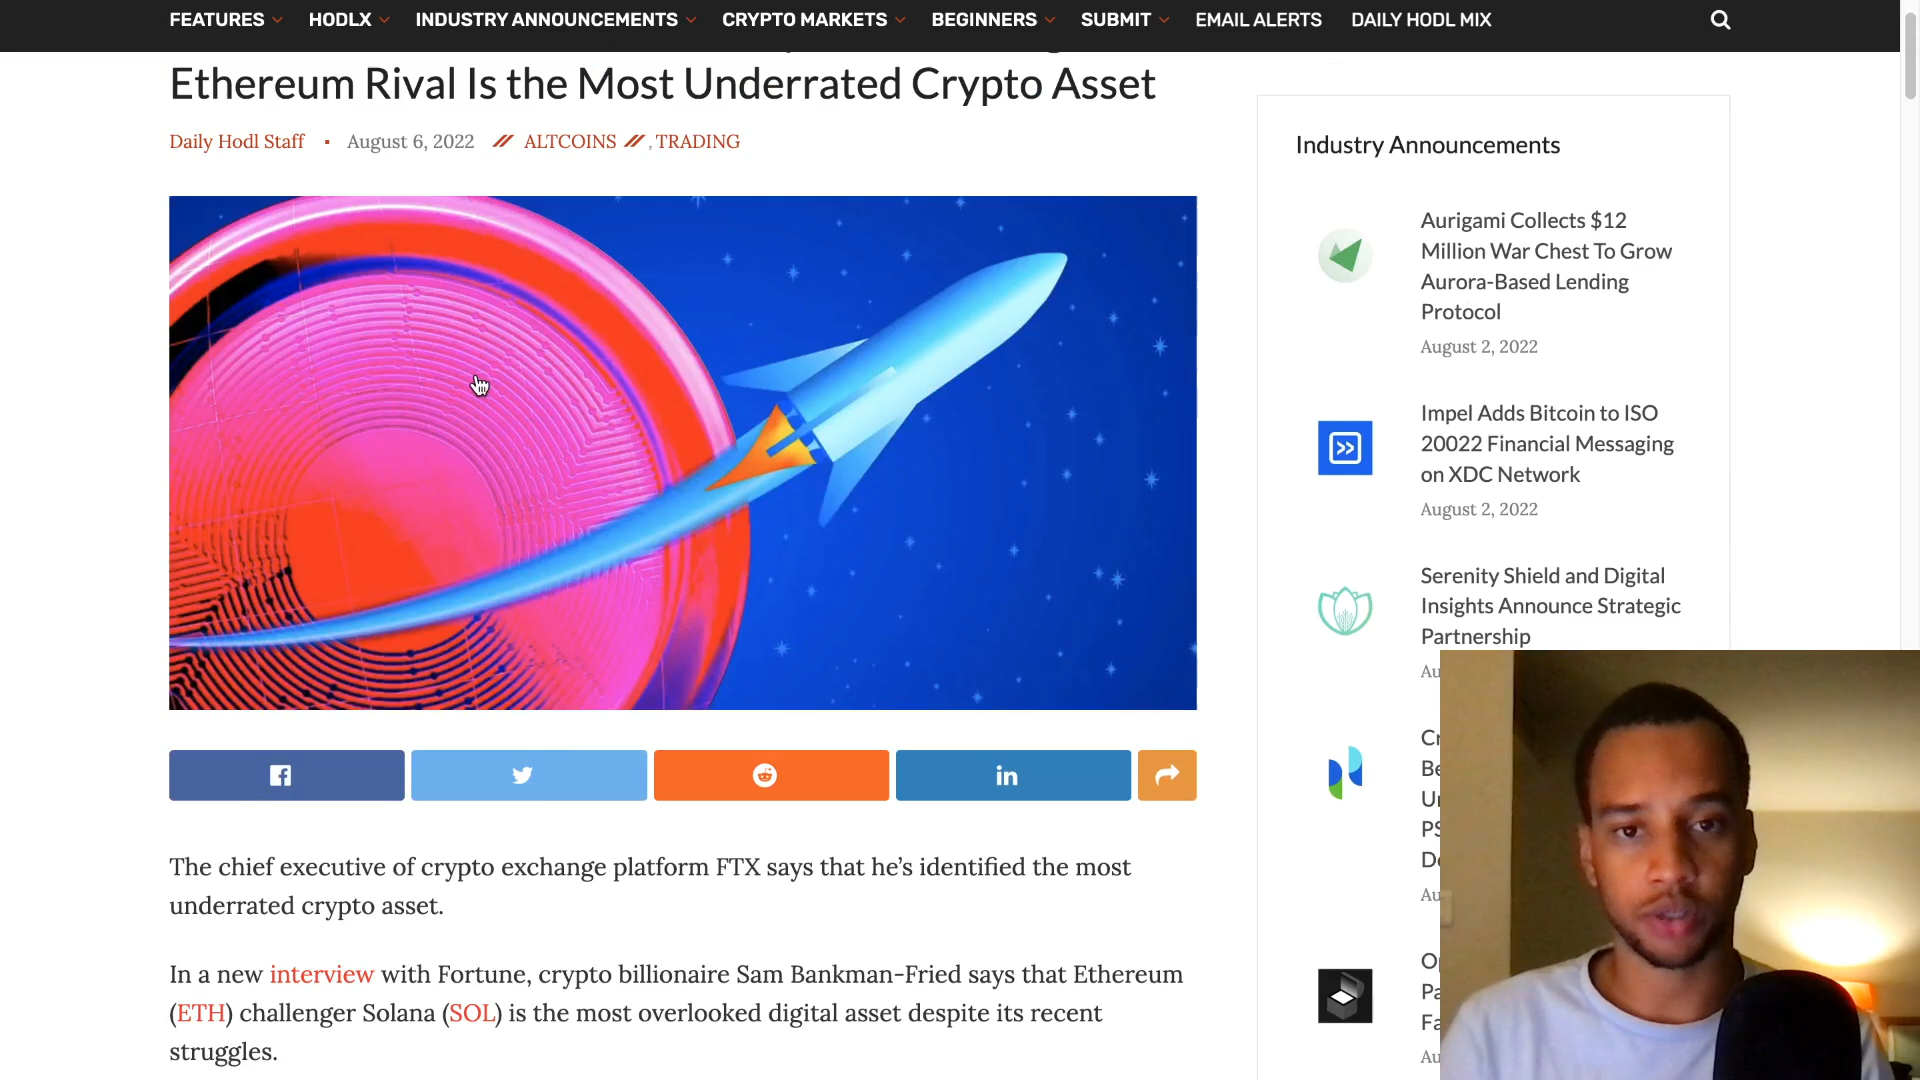 FEATURES HODLX INDUSTRY ANNOUNCEMENTS CRYPTO MARKETS BEGINNERS SUBMIT EMAIL ALERTS DAILY HODL MIX
Ethereum Rival Is the Most Underrated Crypto Asset
Daily Hodl Staff · August 6, 2022 // ALTCOINS // , TRADING
The chief executive of crypto exchange platform FTX says that he’s identified the most
underrated crypto asset.
In a new interview with Fortune, crypto billionaire Sam Bankman-Fried says that Ethereum
(ETH) challenger Solana (SOL) is the most overlooked digital asset despite its recent
struggles.
Industry Announcements
Aurigami Collects $12
Million War Chest To Grow
Aurora-Based Lending
Protocol
August 2, 2022
Impel Adds Bitcoin to ISO
20022 Financial Messaging
on XDC Network
August 2, 2022
Serenity Shield and Digital
Insights Announce Strategic
Partnership